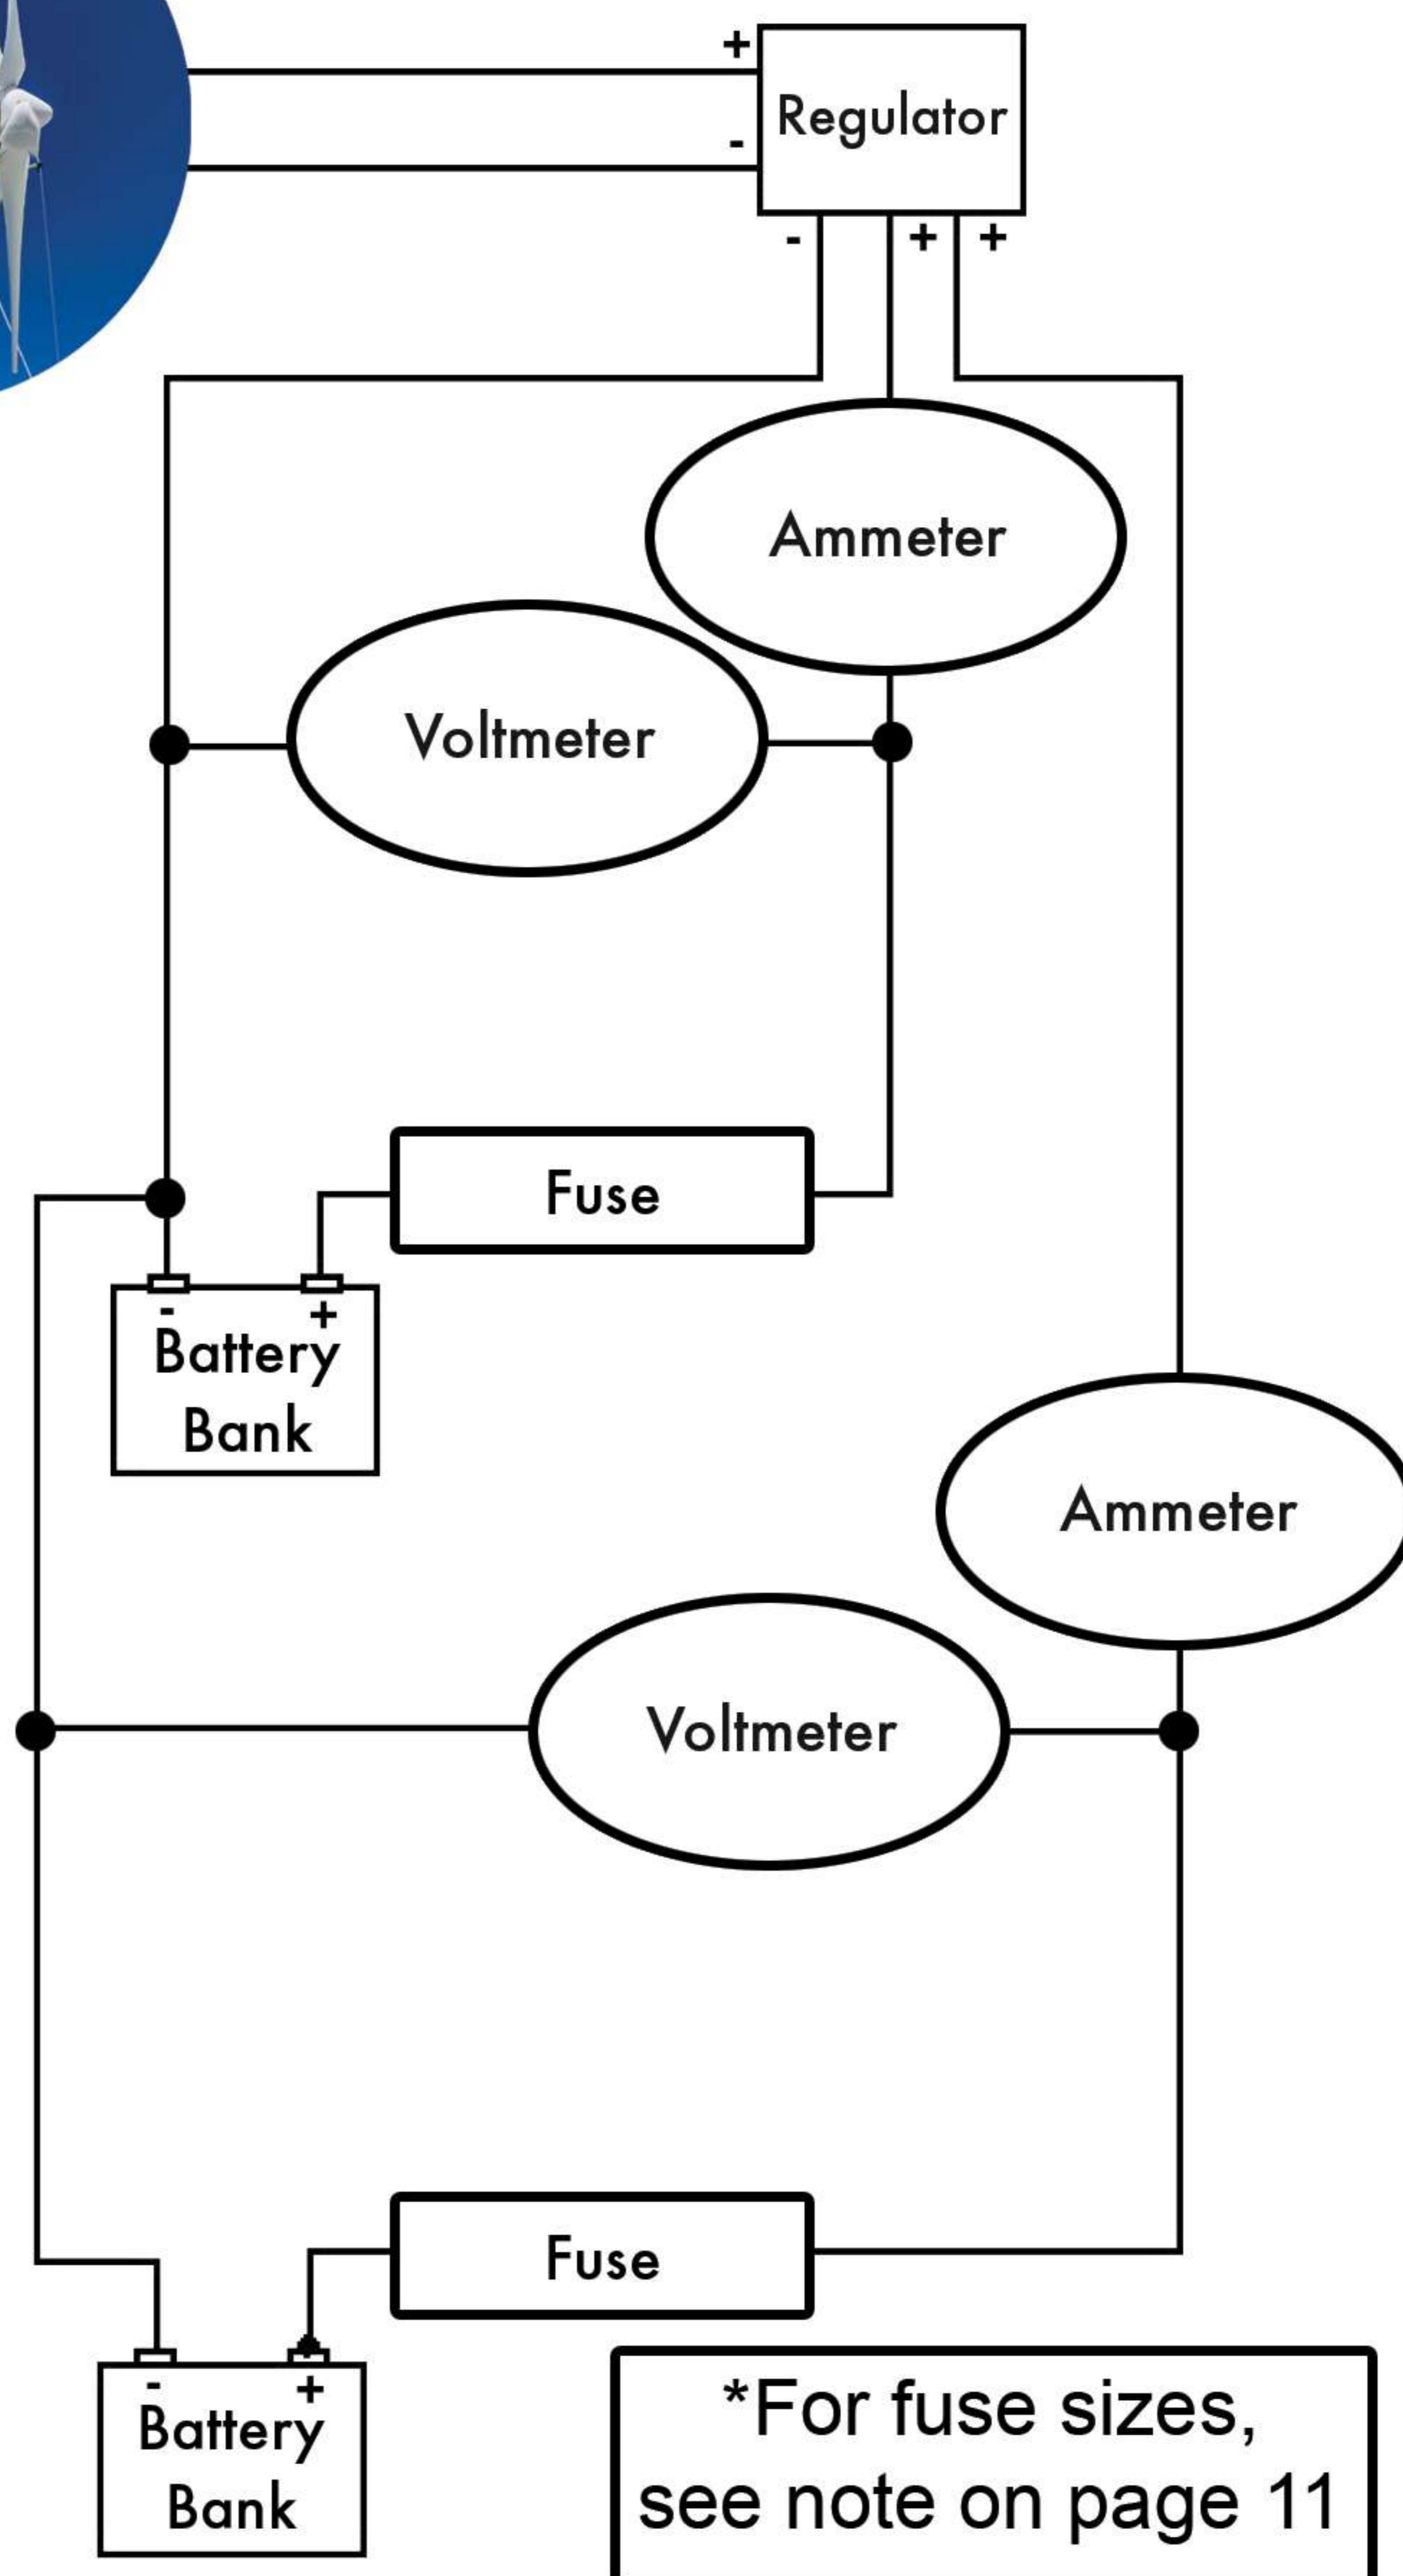 +
Regulator
-
- + +
Ammeter
Voltmeter
Fuse
- +
Battery
Bank
Ammeter
Voltmeter
Fuse
- +
Battery
Bank
*For fuse sizes,
see note on page 11